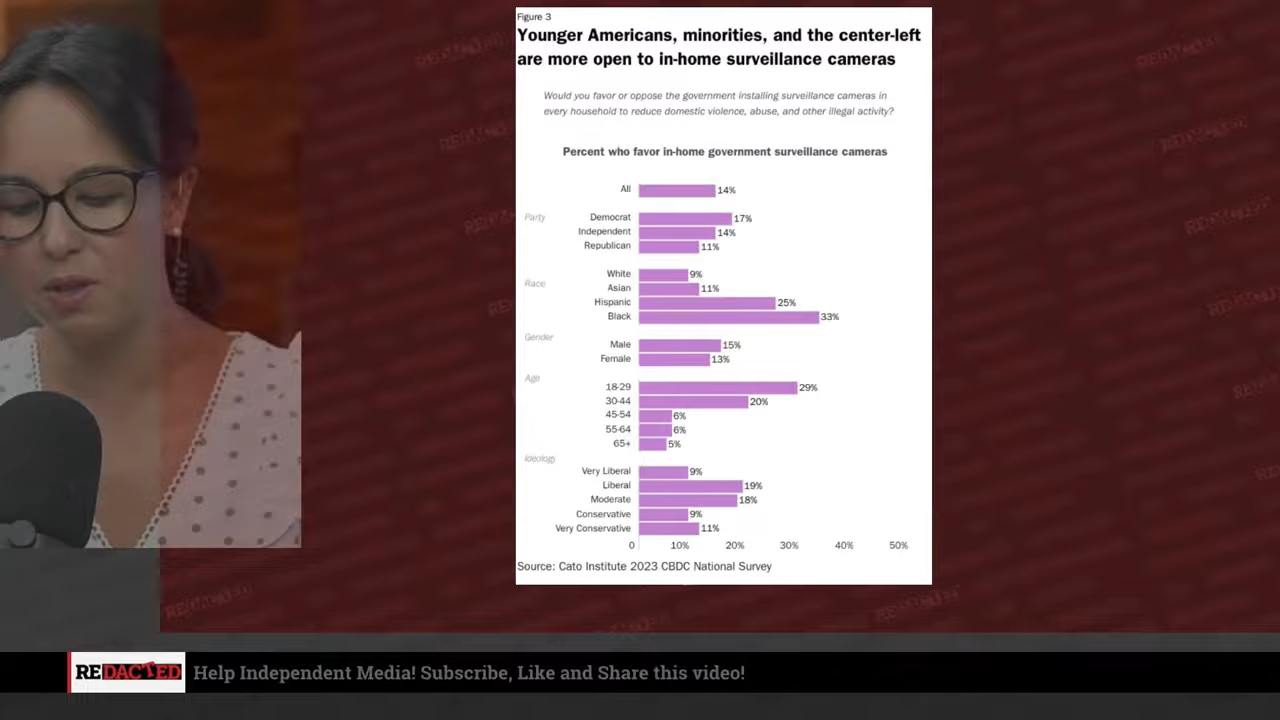 Figure 3
Younger Americans, minorities, and the center-left
are more open to in-home surveillance cameras
Would you favor or oppose the government installing surveillance cameras in
every household to reduce domestic violence, abuse, and other illegal activity?
Percent who favor in-home government surveillance cameras
All 14%
Party Democrat 17%
Independent 14%
Republican 11%
White 9%
Race Asian 11%
Hispanic 25%
Black 33%
Gender
Male 15%
Female 13%
Age
18-29 29%
30-44 20%
45-54 6%
55-64 6%
65+ 5%
Ideology
Very Liberal 9%
Liberal 19%
Moderate 18%
Conservative 9%
Very Conservative 11%
0 10% 20% 30% 40% 50%
Source: Cato Institute 2023 CBDC National Survey
REDACTED Help Independent Media! Subscribe, Like and Share this video!